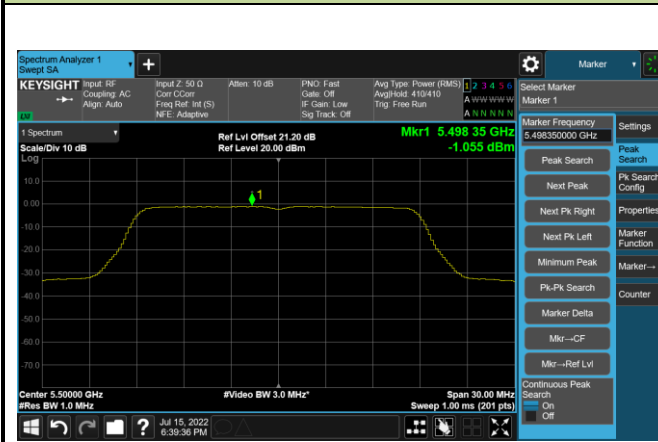 Spectrum Analyzer 1
Swept SA
Marker
KEYSIGHT
Input: RF
Coupling: AC
Align: Auto
Input Z: 50 Ω
Corr CCorr
Freq Ref: Int (S)
NFE: Adaptive
Atten: 10 dB
PNO: Fast
Gate: Off
IF Gain: Low
Sig Track: Off
Avg Type: Power (RMS)
Avg|Hold: 410/410
Trig: Free Run
1 2 3 4 5 6
A W W W W W
A N N N N N
LXI
Select Marker
Marker 1
1 Spectrum
Scale/Div 10 dB
Log
Ref Lvl Offset 21.20 dB
Ref Level 20.00 dBm
Mkr1 5.498 35 GHz
-1.055 dBm
Marker Frequency
5.498350000 GHz
Peak Search
Next Peak
Next Pk Right
Next Pk Left
Minimum Peak
Pk-Pk Search
Marker Delta
Mkr→CF
Mkr→Ref Lvl
Continuous Peak
Search
On
Off
Settings
Peak
Search
Pk Search
Config
Properties
Marker
Function
Marker→
Counter
10.0
0.00
-10.0
-20.0
-30.0
-40.0
-50.0
-60.0
-70.0
1
Center 5.50000 GHz
#Res BW 1.0 MHz
#Video BW 3.0 MHz*
Span 30.00 MHz
Sweep 1.00 ms (201 pts)
?
Jul 15, 2022
6:39:36 PM